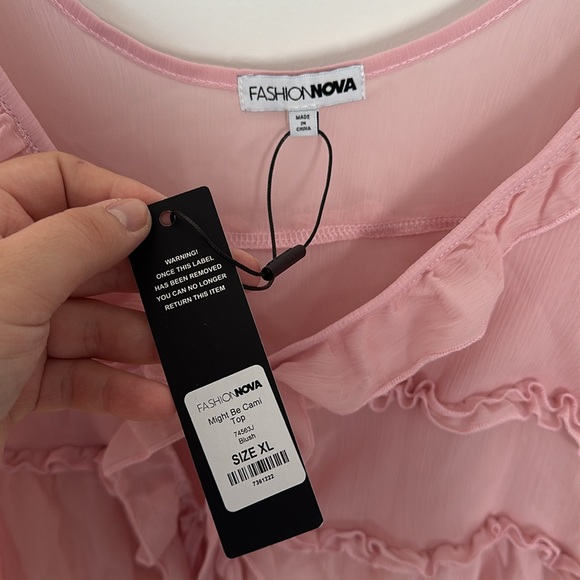 FASHIONNOVA
MADE
IN
CHINA
WARNING!
ONCE THIS LABEL
HAS BEEN REMOVED
YOU CAN NO LONGER
RETURN THIS ITEM
FASHIONNOVA
Might Be Cami
Top
74563J
Blush
SIZE XL
7361222